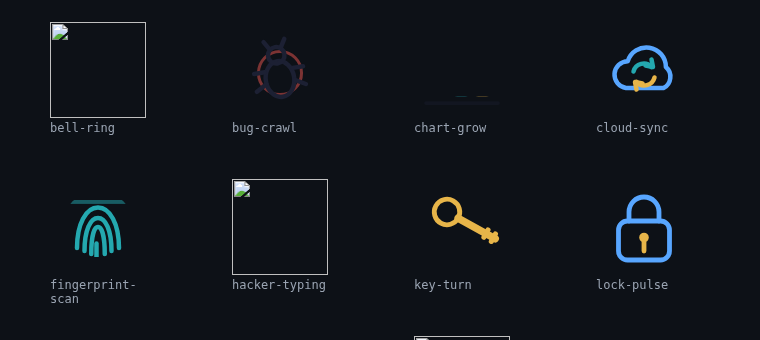 bell-ring
bug-crawl
chart-grow
cloud-sync
fingerprint-
scan
hacker-typing
key-turn
lock-pulse